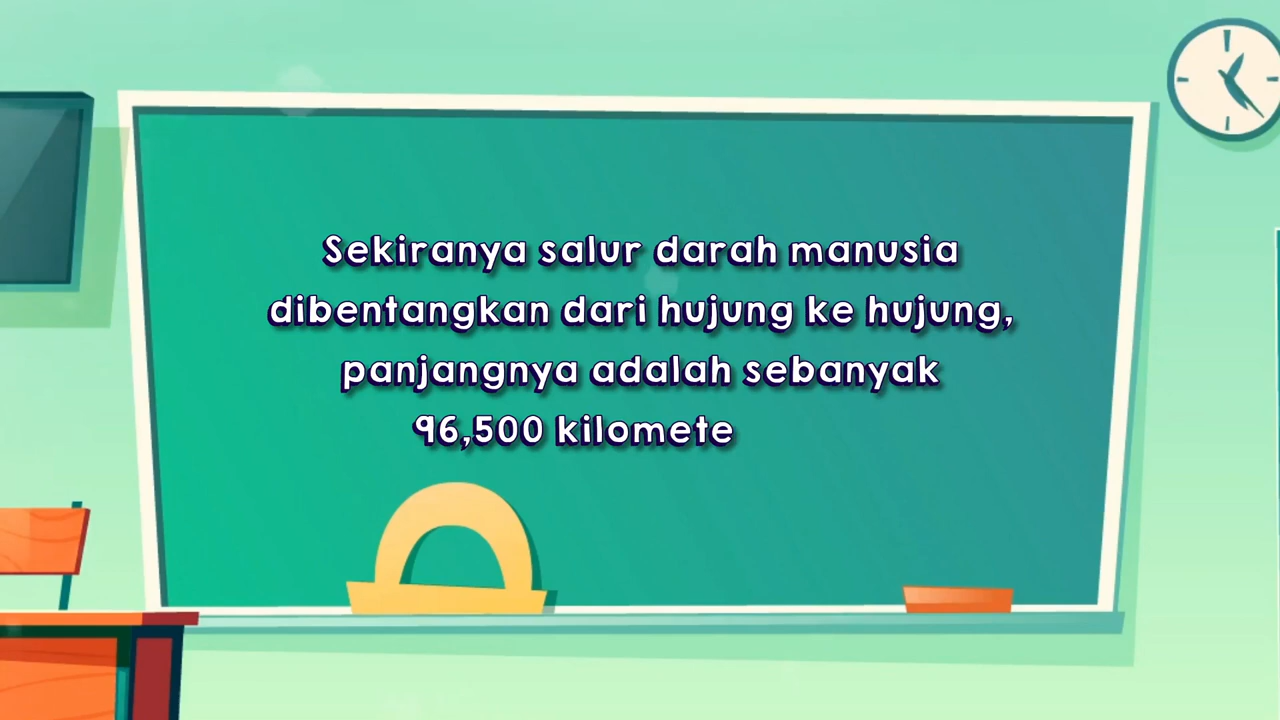 Sekiranya salur darah manusia
dibentangkan dari hujung ke hujung,
panjangnya adalah sebanyak
96,500 kilomete